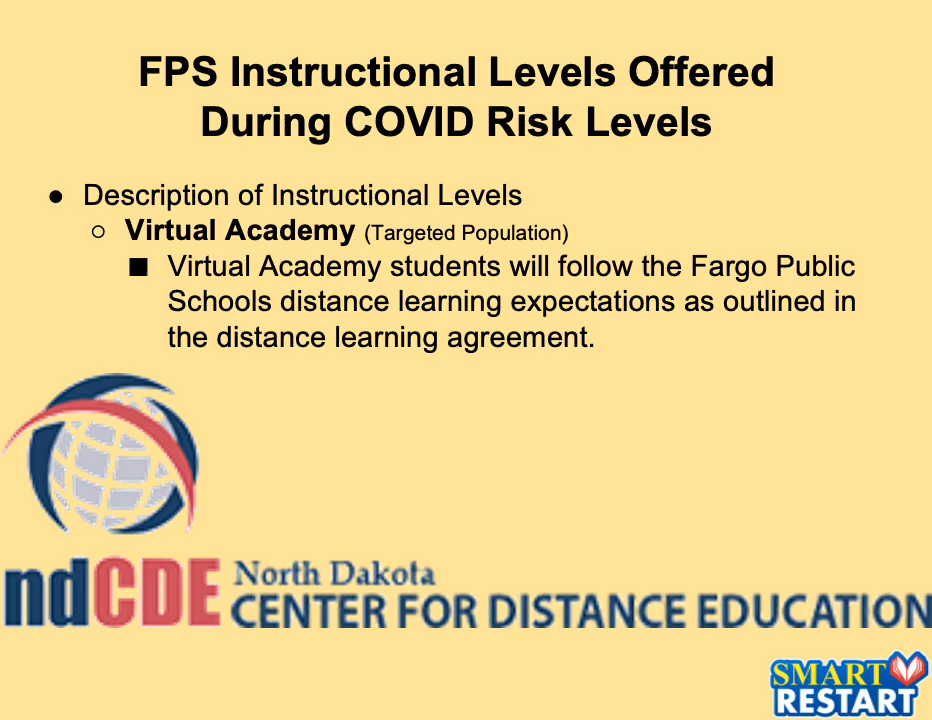 FPS Instructional Levels Offered
During COVID Risk Levels
● Description of Instructional Levels
○ Virtual Academy (Targeted Population)
■ Virtual Academy students will follow the Fargo Public
Schools distance learning expectations as outlined in
the distance learning agreement.
ndCDE North Dakota
CENTER FOR DISTANCE EDUCATION
SMART
RESTART